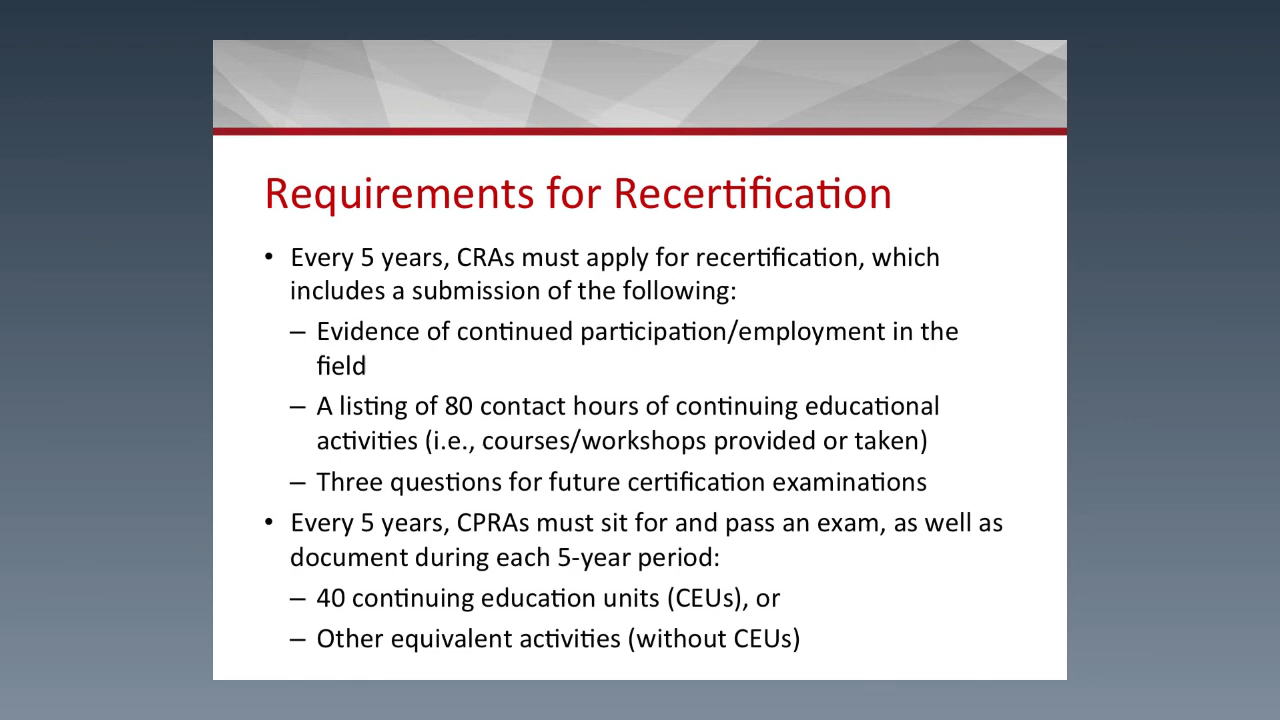 Requirements for Recertification
• Every 5 years, CRAs must apply for recertification, which
includes a submission of the following:
– Evidence of continued participation/employment in the
field
– A listing of 80 contact hours of continuing educational
activities (i.e., courses/workshops provided or taken)
– Three questions for future certification examinations
• Every 5 years, CPRAs must sit for and pass an exam, as well as
document during each 5-year period:
– 40 continuing education units (CEUs), or
– Other equivalent activities (without CEUs)